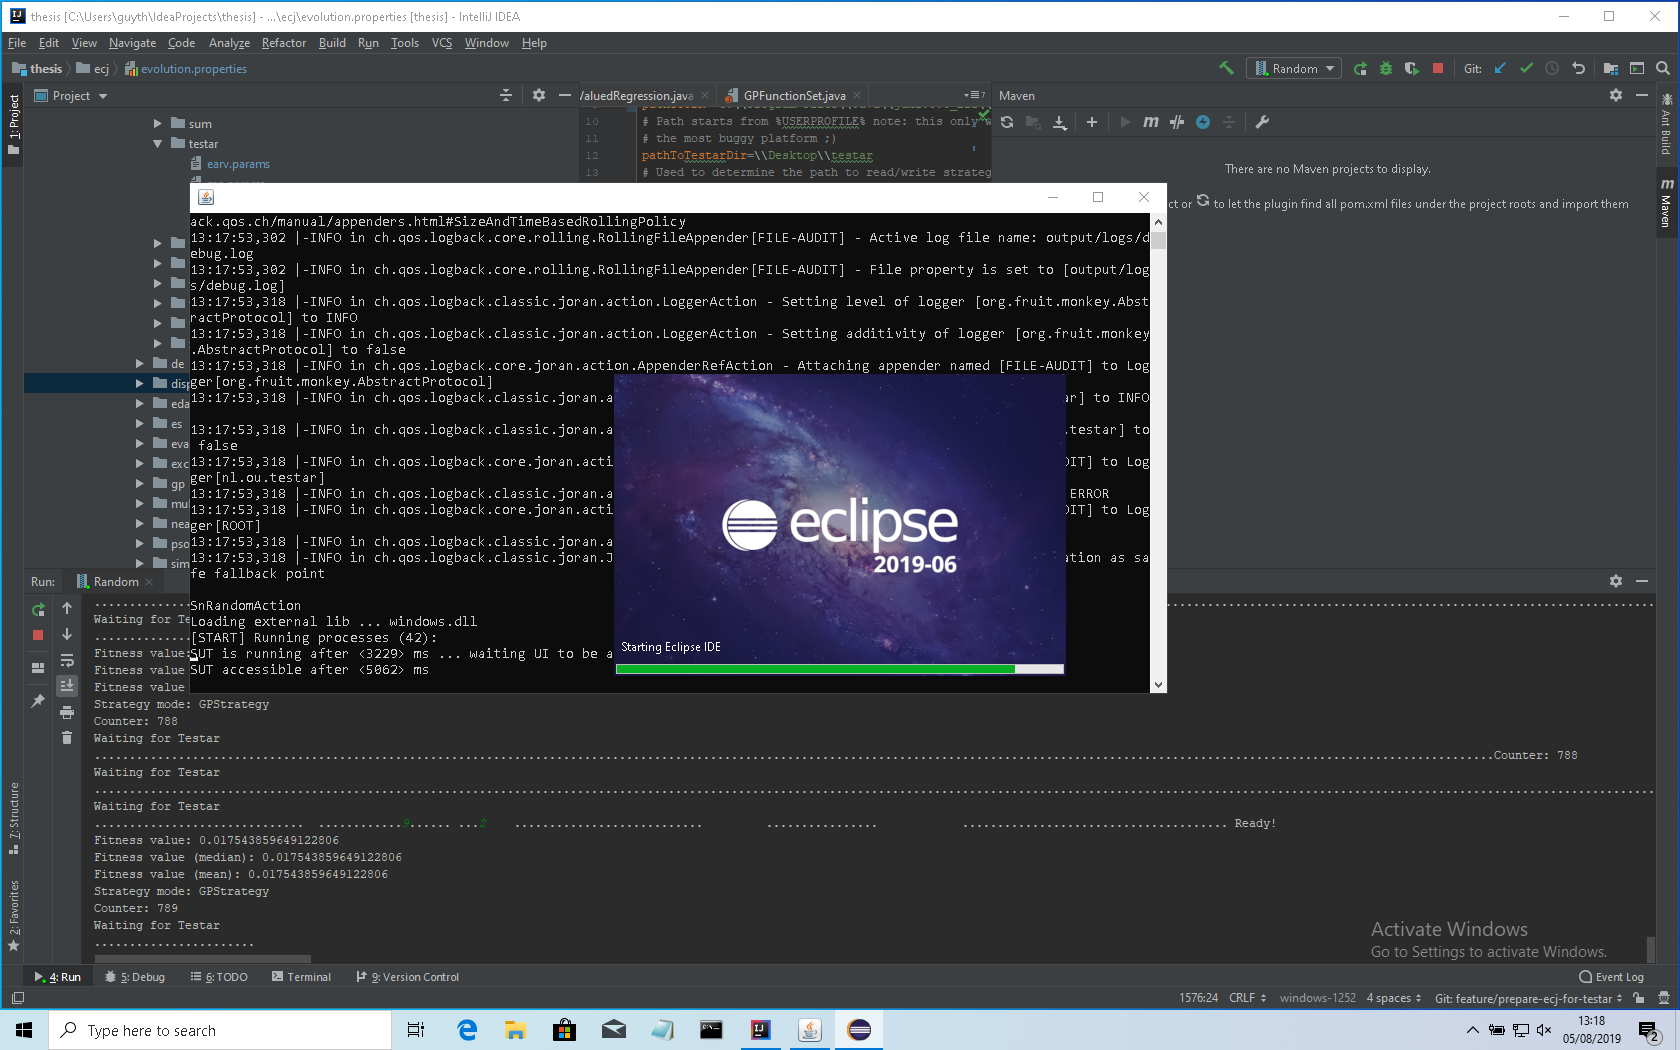 thesis [C:\Users\guyth\IdeaProjects\thesis] - ...\ecj\evolution.properties [thesis] - IntelliJ IDEA
File Edit View Navigate Code Analyze Refactor Build Run Tools VCS Window Help
thesis ecj evolution.properties Random Git:
Project /aluedRegression.java GPFunctionSet.java Maven
1: Project
Ant Build
Maven
sum
testar
earv.params
10 # Path starts from %USERPROFILE% note: this only
11 # the most buggy platform ;)
12 pathToTestarDir=\\Desktop\\testar
13 # Used to determine the path to read/write strateg
There are no Maven projects to display.
ct or to let the plugin find all pom.xml files under the project roots and import them
ack.qos.ch/manual/appenders.html#SizeAndTimeBasedRollingPolicy
13:17:53,302 |-INFO in ch.qos.logback.core.rolling.RollingFileAppender[FILE-AUDIT] - Active log file name: output/logs/d
ebug.log
13:17:53,302 |-INFO in ch.qos.logback.core.rolling.RollingFileAppender[FILE-AUDIT] - File property is set to [output/log
s/debug.log]
13:17:53,318 |-INFO in ch.qos.logback.classic.joran.action.LoggerAction - Setting level of logger [org.fruit.monkey.Abst
ractProtocol] to INFO
13:17:53,318 |-INFO in ch.qos.logback.classic.joran.action.LoggerAction - Setting additivity of logger [org.fruit.monkey
.AbstractProtocol] to false
13:17:53,318 |-INFO in ch.qos.logback.core.joran.action.AppenderRefAction - Attaching appender named [FILE-AUDIT] to Log
ger[org.fruit.monkey.AbstractProtocol]
13:17:53,318 |-INFO in ch.qos.logback.classic.joran.a ar] to INFO
13:17:53,318 |-INFO in ch.qos.logback.classic.joran.a .testar] to
false
13:17:53,318 |-INFO in ch.qos.logback.core.joran.acti DIT] to Log
ger[nl.ou.testar]
13:17:53,318 |-INFO in ch.qos.logback.classic.joran.a ERROR
13:17:53,318 |-INFO in ch.qos.logback.core.joran.acti DIT] to Log
ger[ROOT]
13:17:53,318 |-INFO in ch.qos.logback.classic.joran.a
13:17:53,318 |-INFO in ch.qos.logback.classic.joran.J ation as sa
fe fallback point
SnRandomAction
Loading external lib ... windows.dll
[START] Running processes (42):
SUT is running after <3229> ms ... waiting UI to be a
SUT accessible after <5062> ms
eclipse
2019-06
Starting Eclipse IDE
de
disp
eda
es
eva
exc
gp
mu
nea
pso
sim
Run: Random
Waiting for Te
Fitness value:
Fitness value
Fitness value
Strategy mode: GPStrategy
Counter: 788
Waiting for Testar
Counter: 788
Waiting for Testar
Waiting for Testar
9 2 Ready!
Fitness value: 0.017543859649122806
Fitness value (median): 0.017543859649122806
Fitness value (mean): 0.017543859649122806
Strategy mode: GPStrategy
Counter: 789
Waiting for Testar
7: Structure
2: Favorites
Activate Windows
Go to Settings to activate Windows.
4: Run 5: Debug 6: TODO Terminal 9: Version Control Event Log
1576:24 CRLF windows-1252 4 spaces Git: feature/prepare-ecj-for-testar
Type here to search
13:18
05/08/2019
2